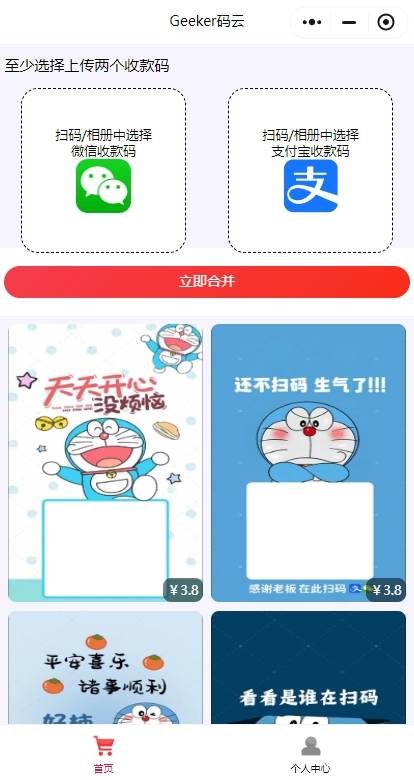 Geeker码云
至少选择上传两个收款码
扫码/相册中选择
微信收款码
扫码/相册中选择
支付宝收款码
支
立即合并
天天开心
没烦恼
¥3.8
还不扫码 生气了!!!
感谢老板 在此扫码
¥3.8
平安喜乐
诸事顺利
看看是谁在扫码
首页
个人中心